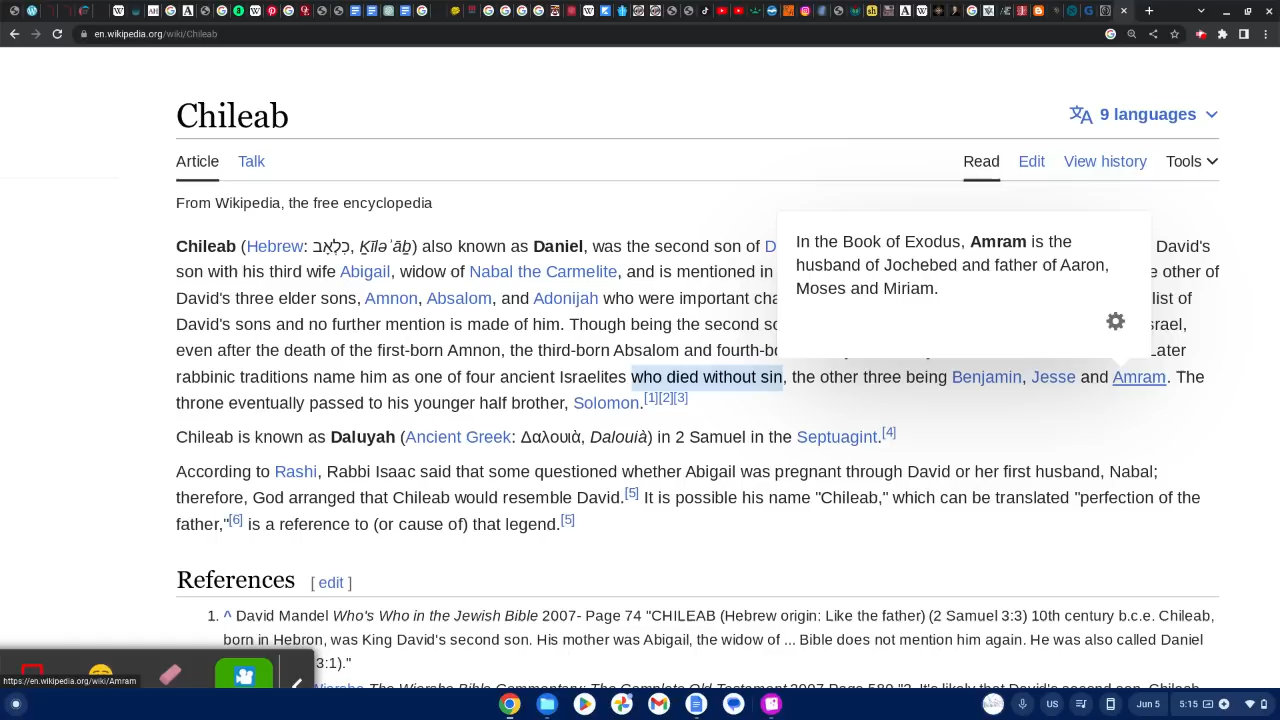 en.wikipedia.org/wiki/Chileab
Chileab
9 languages
Article Talk Read Edit View history Tools
From Wikipedia, the free encyclopedia
Chileab (Hebrew: כִלְאָב, Ḵīləʾāḇ) also known as Daniel, was the second son of D David's
son with his third wife Abigail, widow of Nabal the Carmelite, and is mentioned in e other of
David's three elder sons, Amnon, Absalom, and Adonijah who were important cha list of
David's sons and no further mention is made of him. Though being the second so srael,
even after the death of the first-born Amnon, the third-born Absalom and fourth-bo Later
rabbinic traditions name him as one of four ancient Israelites who died without sin, the other three being Benjamin, Jesse and Amram. The
throne eventually passed to his younger half brother, Solomon.[1][2][3]
In the Book of Exodus, Amram is the
husband of Jochebed and father of Aaron,
Moses and Miriam.
Chileab is known as Daluyah (Ancient Greek: Δαλουιὰ, Dalouià) in 2 Samuel in the Septuagint.[4]
According to Rashi, Rabbi Isaac said that some questioned whether Abigail was pregnant through David or her first husband, Nabal;
therefore, God arranged that Chileab would resemble David.[5] It is possible his name "Chileab," which can be translated "perfection of the
father,"[6] is a reference to (or cause of) that legend.[5]
References [ edit ]
1. ^ David Mandel Who's Who in the Jewish Bible 2007- Page 74 "CHILEAB (Hebrew origin: Like the father) (2 Samuel 3:3) 10th century b.c.e. Chileab,
born in Hebron, was King David's second son. His mother was Abigail, the widow of ... Bible does not mention him again. He was also called Daniel
3:1)."
https://en.wikipedia.org/wiki/Amram
US Jun 5 5:15